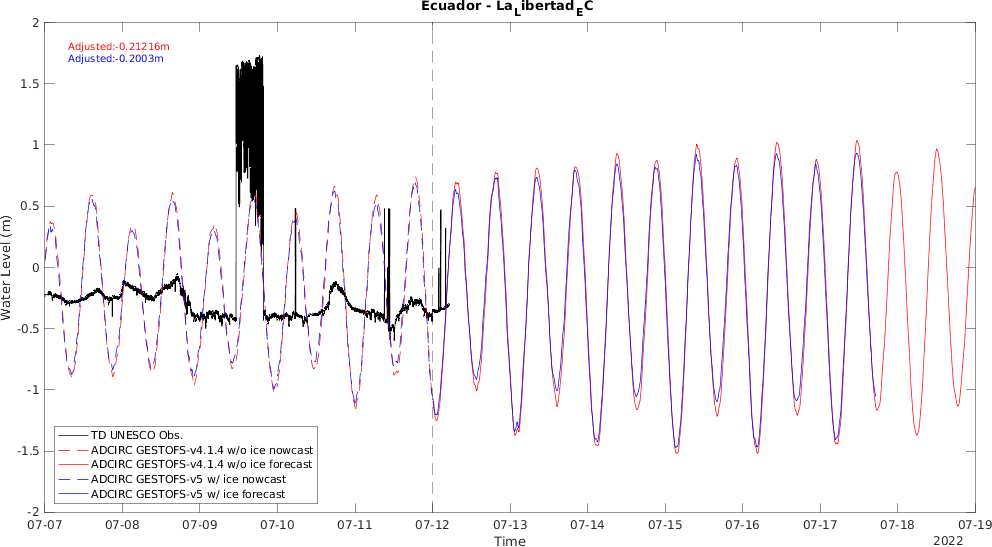 Ecuador - LaLibertadEC
Adjusted:-0.21216m
Adjusted:-0.2003m
Water Level (m)
2
1.5
1
0.5
0
-0.5
-1
-1.5
-2
TD UNESCO Obs.
ADCIRC GESTOFS-v4.1.4 w/o ice nowcast
ADCIRC GESTOFS-v4.1.4 w/o ice forecast
ADCIRC GESTOFS-v5 w/ ice nowcast
ADCIRC GESTOFS-v5 w/ ice forecast
07-07 07-08 07-09 07-10 07-11 07-12 07-13 07-14 07-15 07-16 07-17 07-18 07-19
Time
2022